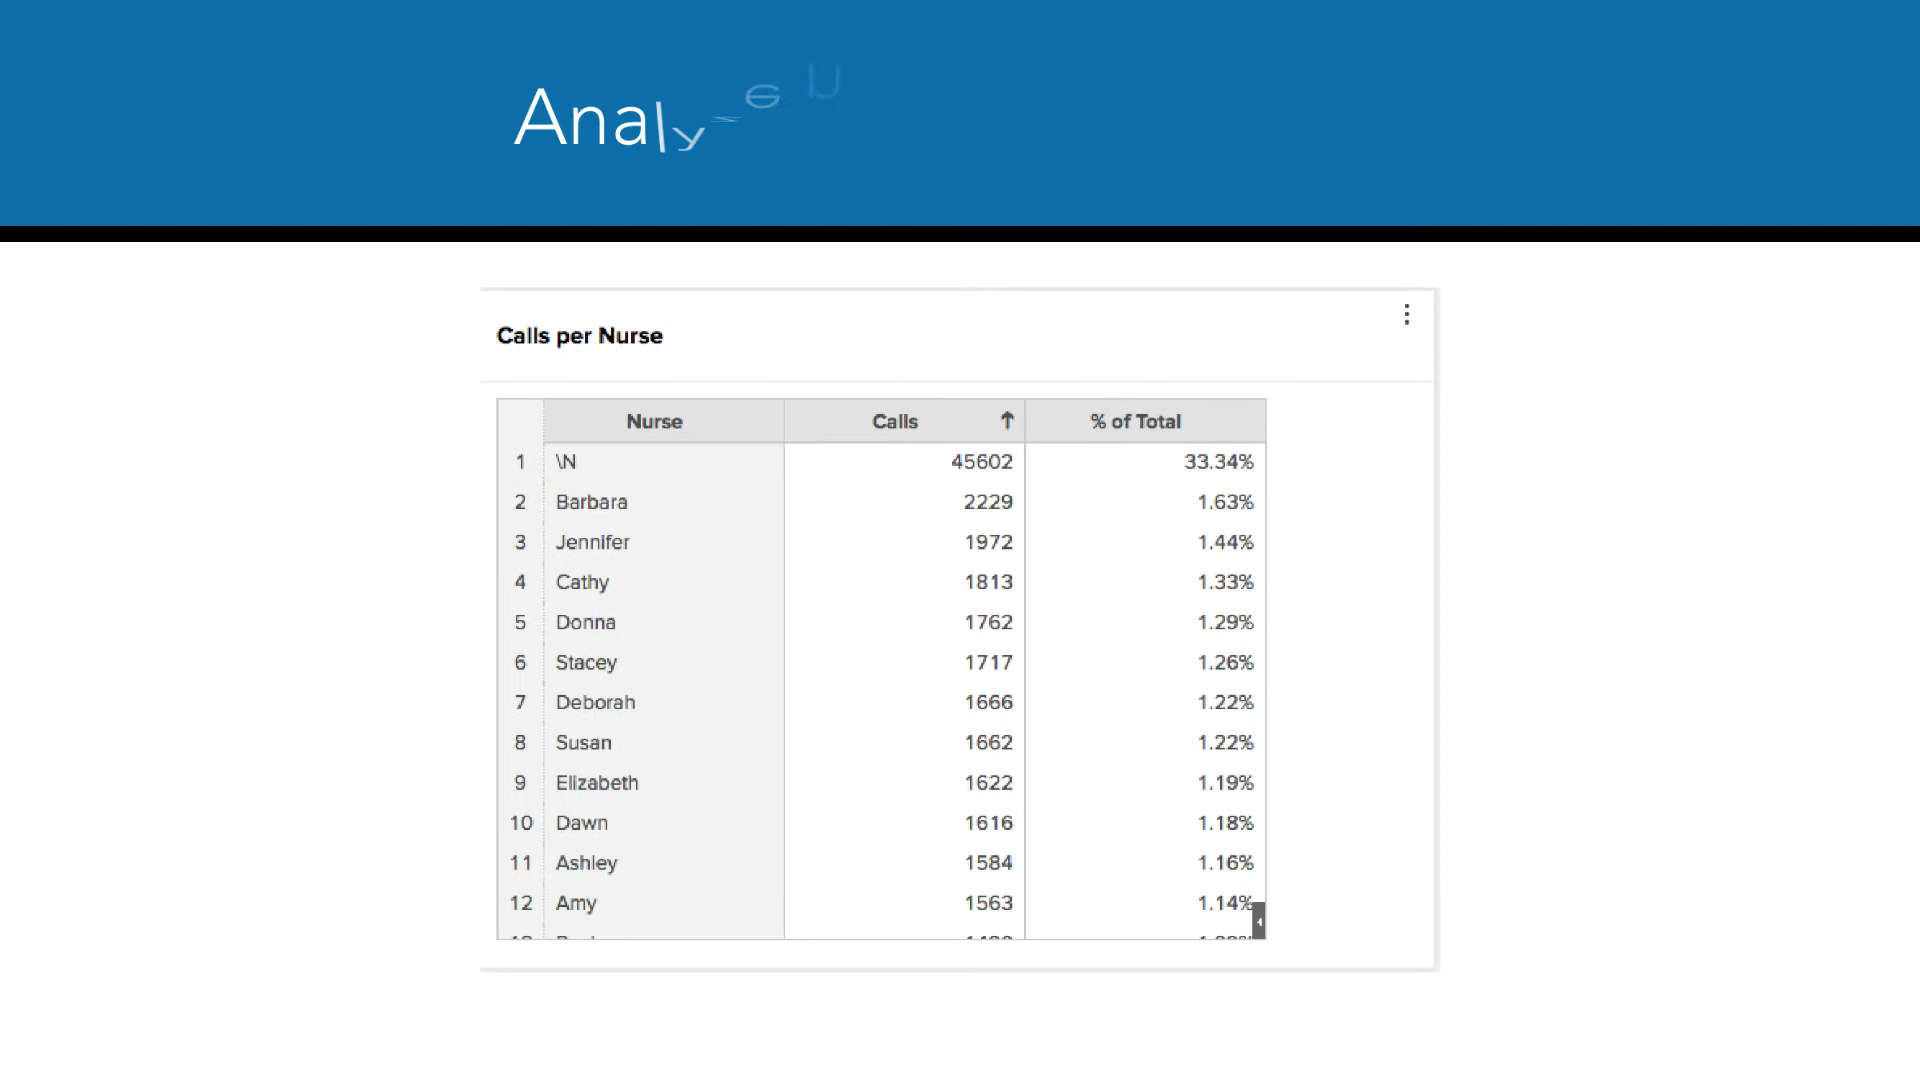 Calls per Nurse
Nurse Calls ↑ % of Total
1 \N 45602 33.34%
2 Barbara 2229 1.63%
3 Jennifer 1972 1.44%
4 Cathy 1813 1.33%
5 Donna 1762 1.29%
6 Stacey 1717 1.26%
7 Deborah 1666 1.22%
8 Susan 1662 1.22%
9 Elizabeth 1622 1.19%
10 Dawn 1616 1.18%
11 Ashley 1584 1.16%
12 Amy 1563 1.14%